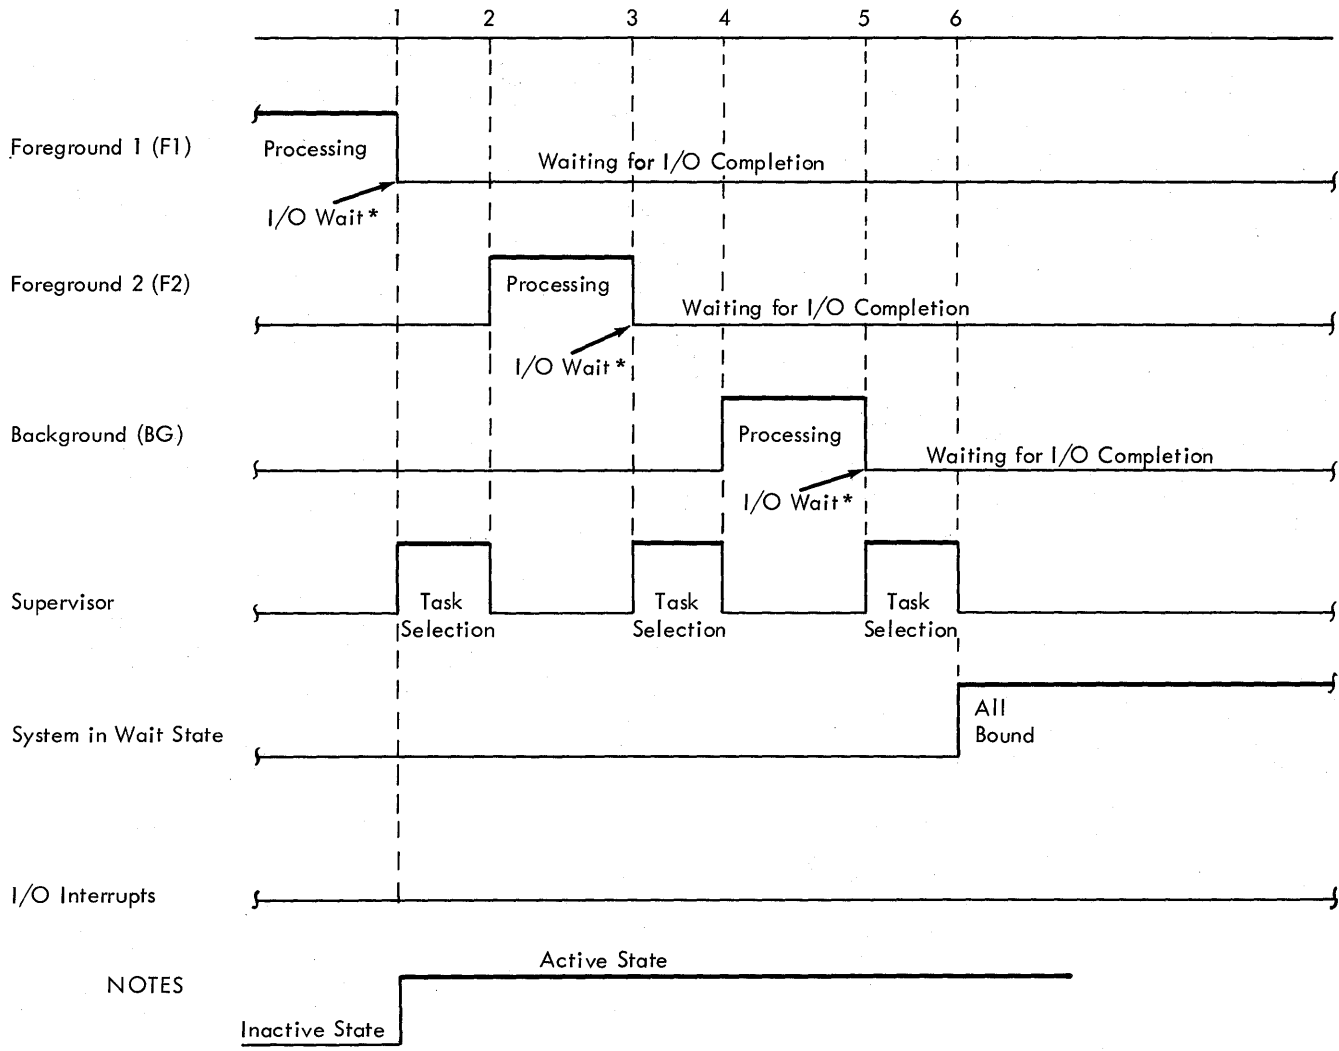 1 2 3 4 5 6
Foreground 1 (F1)
Processing
Waiting for I/O Completion
I/O Wait*
Foreground 2 (F2)
Processing
Waiting for I/O Completion
I/O Wait*
Background (BG)
Processing
Waiting for I/O Completion
I/O Wait*
Supervisor
Task
Selection
Task
Selection
Task
Selection
System in Wait State
All
Bound
I/O Interrupts
NOTES
Active State
Inactive State